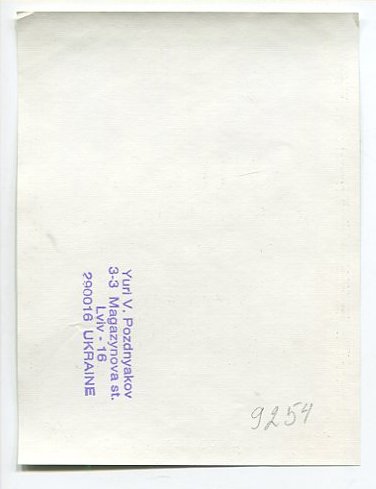 Yuri V. Pozdnyakov
3-3 Magazynova st.
Lviv - 16
290016 UKRAINE
9254